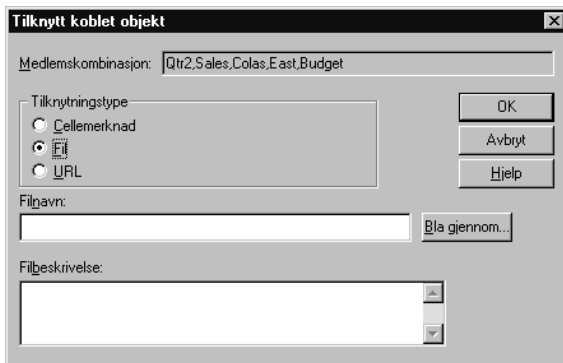 Tilknytt koblet objekt
Medlemskombinasjon: Qtr2,Sales,Colas,East,Budget
Tilknytningstype
Cellemerknad
Fil
URL
OK
Avbryt
Hjelp
Filnavn:
Bla gjennom...
Filbeskrivelse: